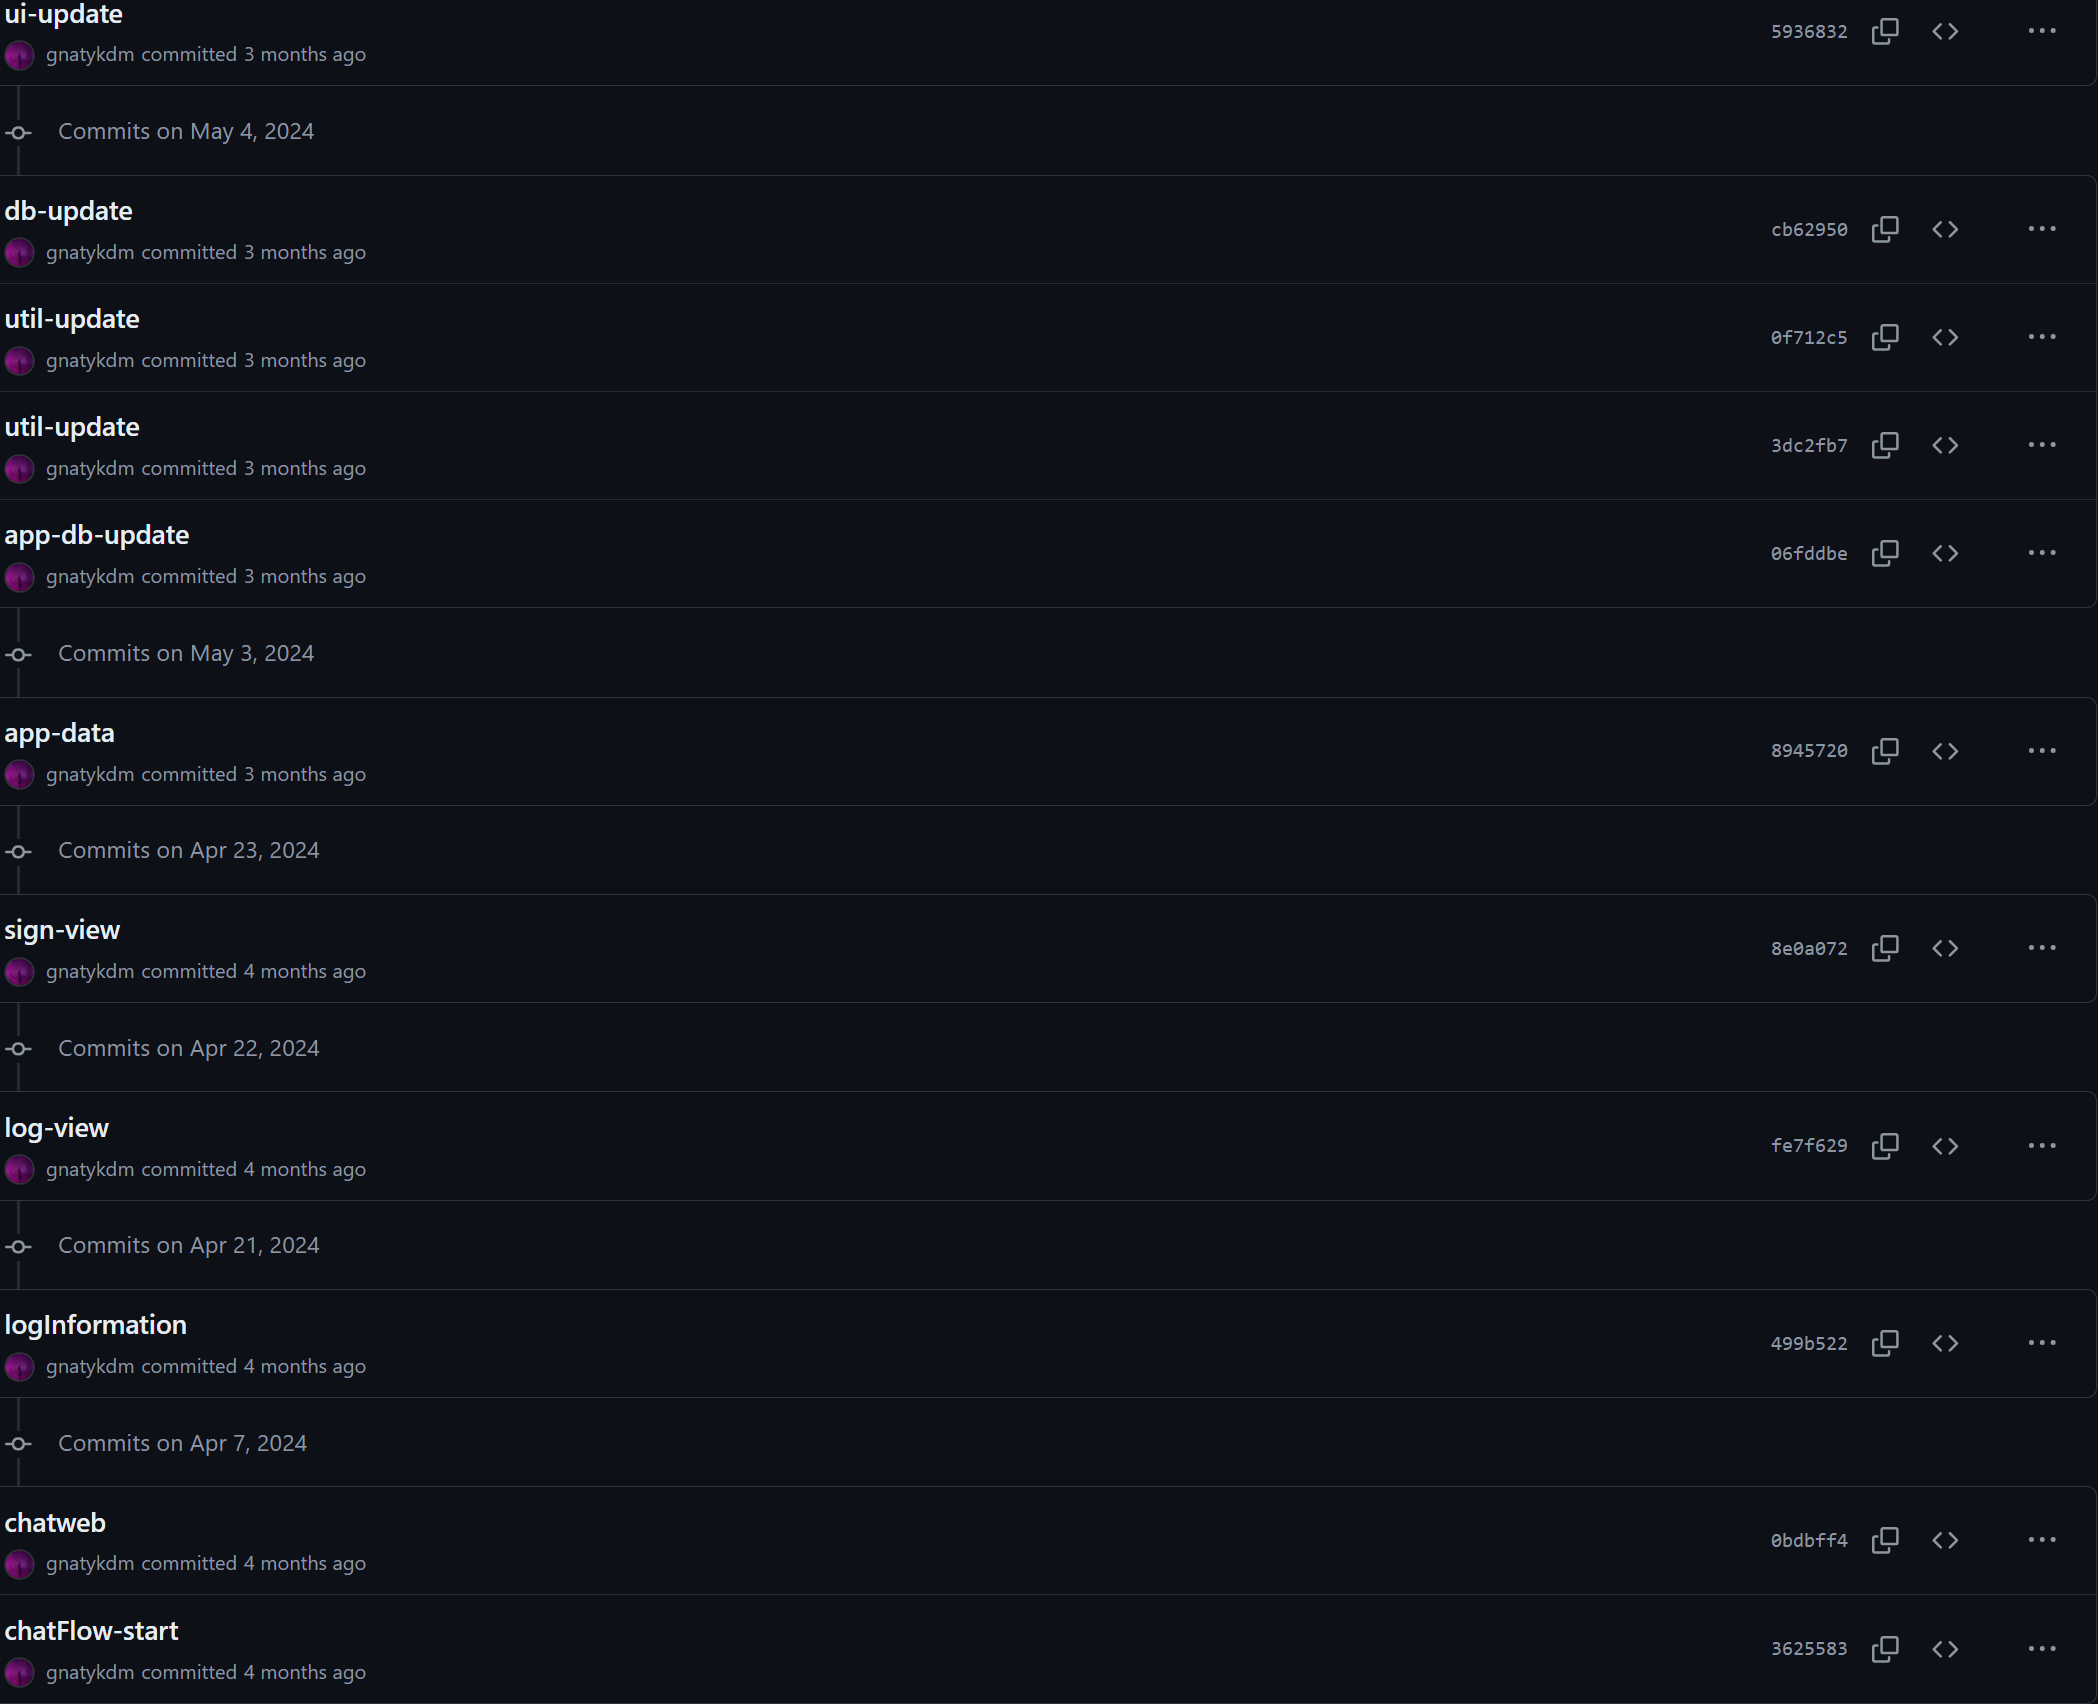 ui-update
gnatykdm committed 3 months ago
5936832
Commits on May 4, 2024
db-update
gnatykdm committed 3 months ago
cb62950
util-update
gnatykdm committed 3 months ago
0f712c5
util-update
gnatykdm committed 3 months ago
3dc2fb7
app-db-update
gnatykdm committed 3 months ago
06fddbe
Commits on May 3, 2024
app-data
gnatykdm committed 3 months ago
8945720
Commits on Apr 23, 2024
sign-view
gnatykdm committed 4 months ago
8e0a072
Commits on Apr 22, 2024
log-view
gnatykdm committed 4 months ago
fe7f629
Commits on Apr 21, 2024
logInformation
gnatykdm committed 4 months ago
499b522
Commits on Apr 7, 2024
chatweb
gnatykdm committed 4 months ago
0bdbff4
chatFlow-start
gnatykdm committed 4 months ago
3625583